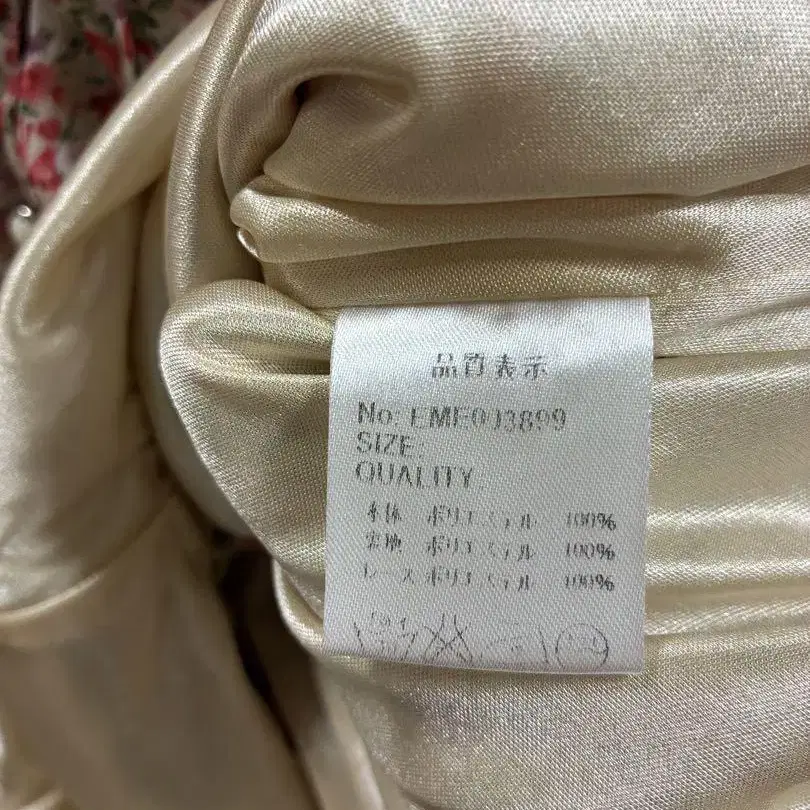 品質表示
No: EME003899
SIZE:
QUALITY:
本体 ポリエステル 100%
裏地 ポリエステル 100%
レース ポリエステル 100%